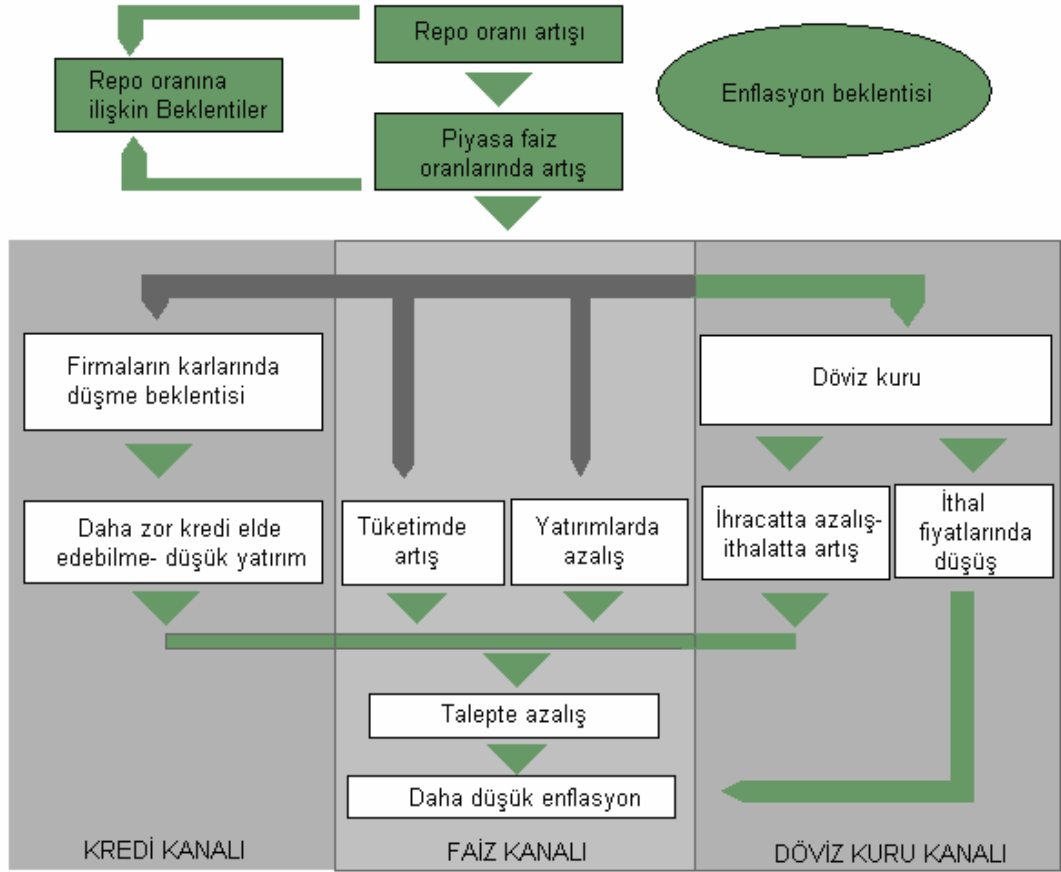 Repo oranı artışı
Repo oranına
ilişkin Beklentiler
Enflasyon beklentisi
Piyasa faiz
oranlarında artış
Firmaların karlarında
düşme beklentisi
Döviz kuru
Daha zor kredi elde
edebilme- düşük yatırım
Tüketimde
artış
Yatırımlarda
azalış
İhracatta azalış-
ithalatta artış
İthal
fiyatlarında
düşüş
Talepte azalış
Daha düşük enflasyon
KREDİ KANALI
FAİZ KANALI
DÖVİZ KURU KANALI